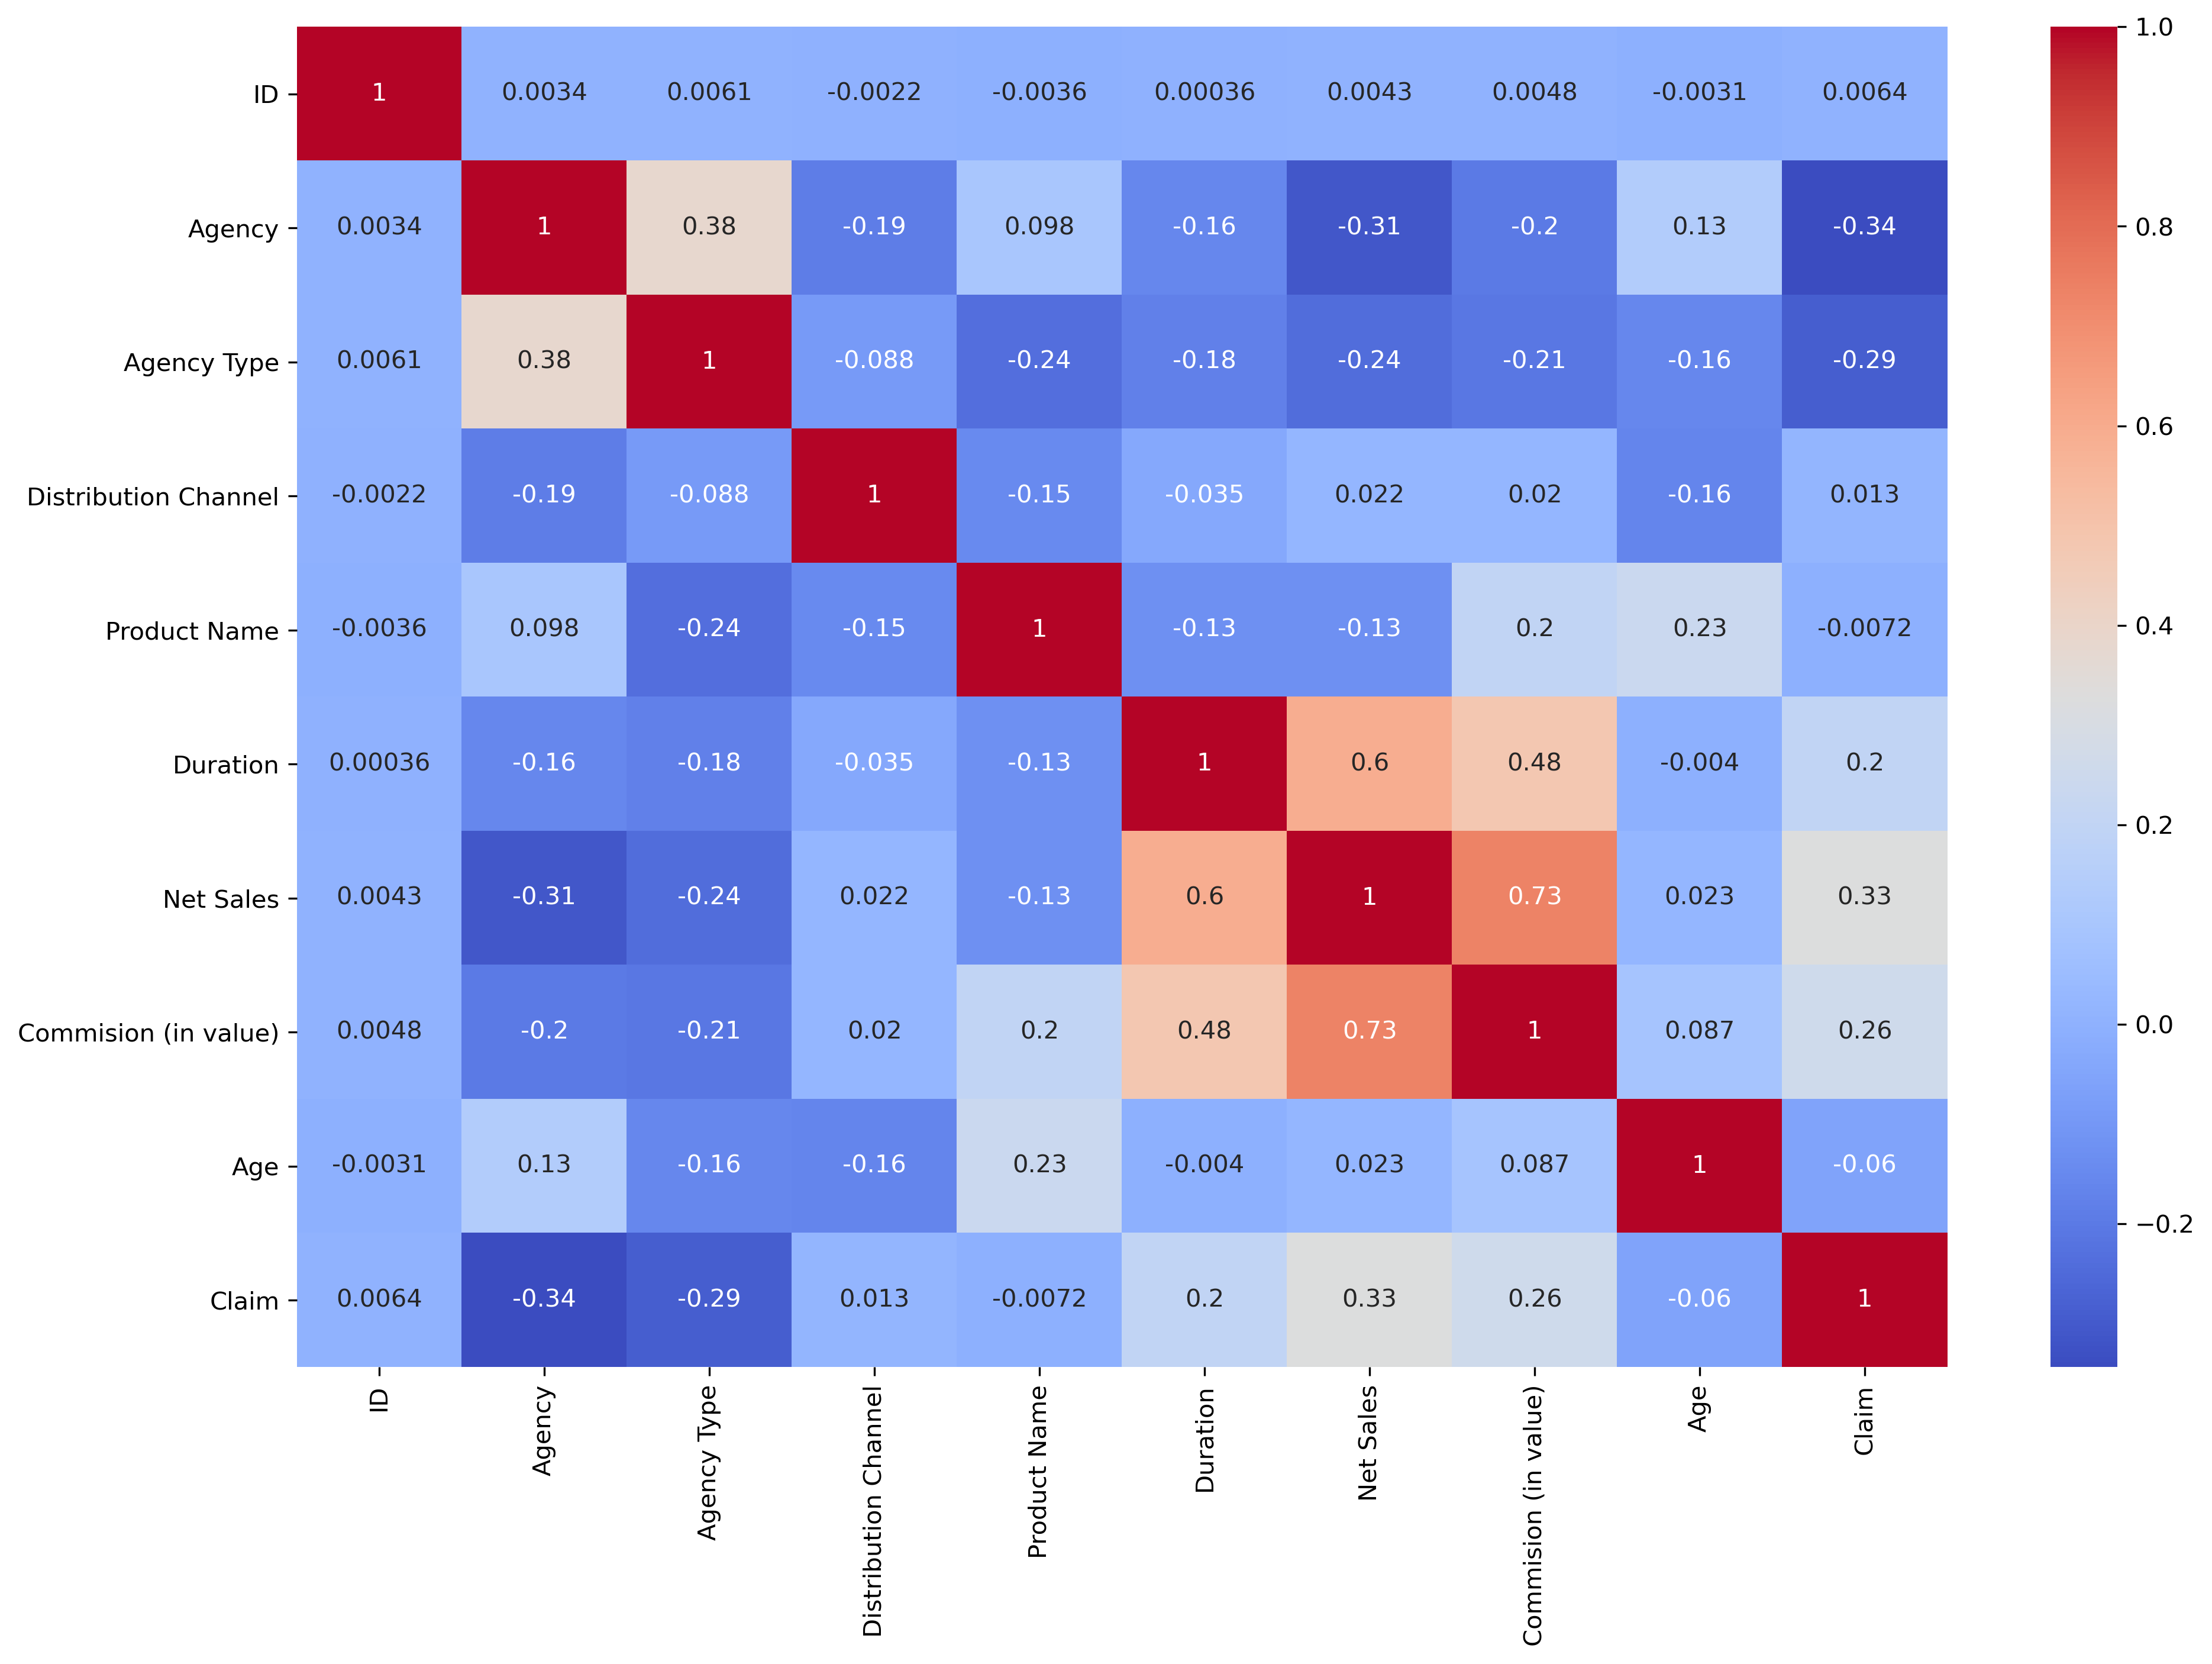 ID 1 0.0034 0.0061 -0.0022 -0.0036 0.00036 0.0043 0.0048 -0.0031 0.0064
Agency 0.0034 1 0.38 -0.19 0.098 -0.16 -0.31 -0.2 0.13 -0.34
Agency Type 0.0061 0.38 1 -0.088 -0.24 -0.18 -0.24 -0.21 -0.16 -0.29
Distribution Channel -0.0022 -0.19 -0.088 1 -0.15 -0.035 0.022 0.02 -0.16 0.013
Product Name -0.0036 0.098 -0.24 -0.15 1 -0.13 -0.13 0.2 0.23 -0.0072
Duration 0.00036 -0.16 -0.18 -0.035 -0.13 1 0.6 0.48 -0.004 0.2
Net Sales 0.0043 -0.31 -0.24 0.022 -0.13 0.6 1 0.73 0.023 0.33
Commision (in value) 0.0048 -0.2 -0.21 0.02 0.2 0.48 0.73 1 0.087 0.26
Age -0.0031 0.13 -0.16 -0.16 0.23 -0.004 0.023 0.087 1 -0.06
Claim 0.0064 -0.34 -0.29 0.013 -0.0072 0.2 0.33 0.26 -0.06 1
ID
Agency
Agency Type
Distribution Channel
Product Name
Duration
Net Sales
Commision (in value)
Age
Claim
1.0
0.8
0.6
0.4
0.2
0.0
−0.2